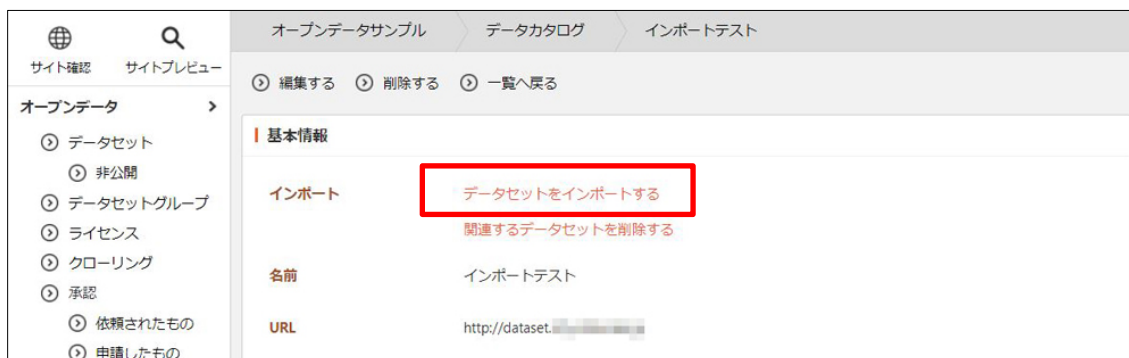 サイト確認 サイトプレビュー
オープンデータ
データセット
非公開
データセットグループ
ライセンス
クローリング
承認
依頼されたもの
申請したもの
オープンデータサンプル データカタログ インポートテスト
編集する 削除する 一覧へ戻る
基本情報
インポート データセットをインポートする
関連するデータセットを削除する
名前 インポートテスト
URL http://dataset.